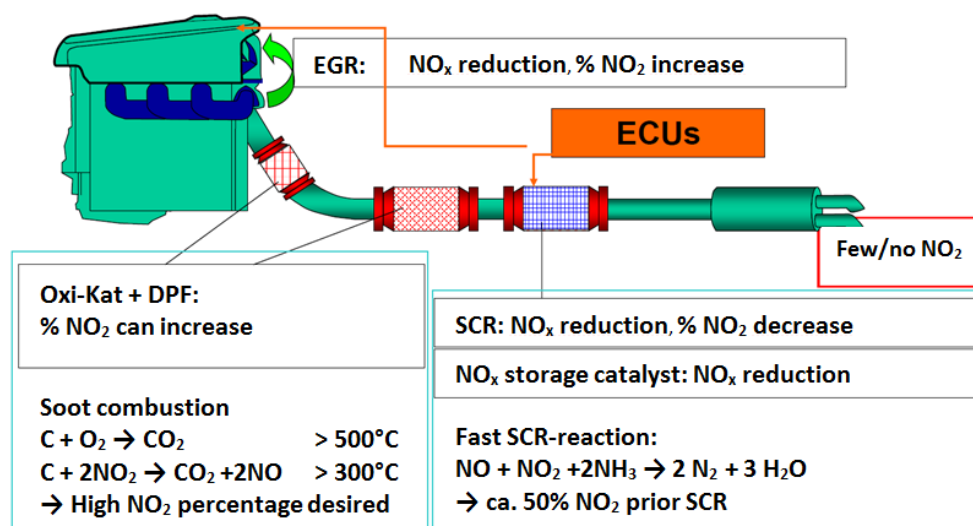 EGR: NOₓ reduction, % NO₂ increase
ECUs
Few/no NO₂
Oxi-Kat + DPF:
% NO₂ can increase
SCR: NOₓ reduction, % NO₂ decrease
NOₓ storage catalyst: NOₓ reduction
Soot combustion
C + O₂ → CO₂ > 500°C
C + 2NO₂ → CO₂ +2NO > 300°C
→ High NO₂ percentage desired
Fast SCR-reaction:
NO + NO₂ +2NH₃ → 2 N₂ + 3 H₂O
→ ca. 50% NO₂ prior SCR